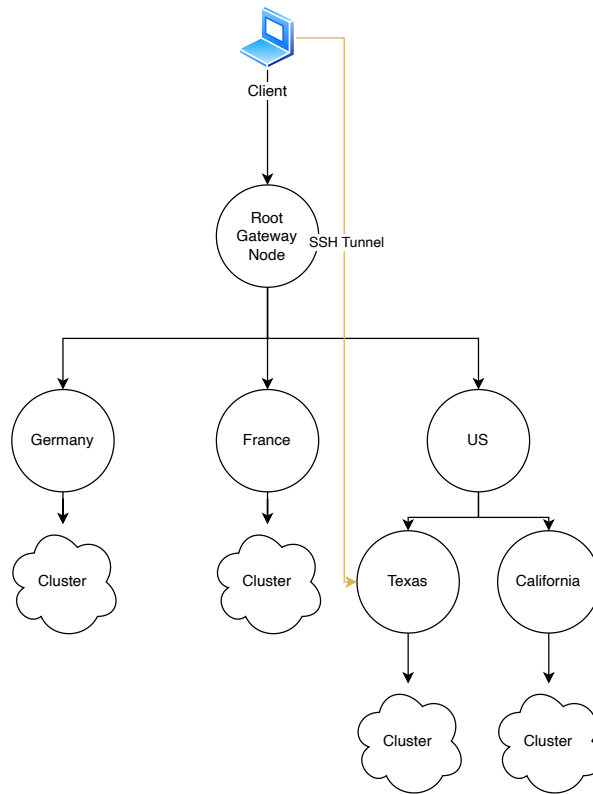 Client
Root
Gateway
Node
SSH Tunnel
Germany
France
US
Cluster
Cluster
Texas
California
Cluster
Cluster